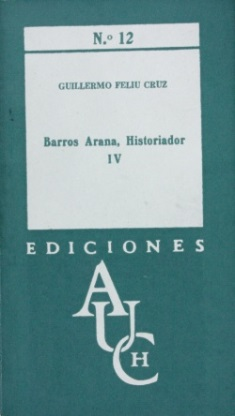 N.º 12
GUILLERMO FELIU CRUZ
Barros Arana, Historiador
IV
EDICIONES
AUCH